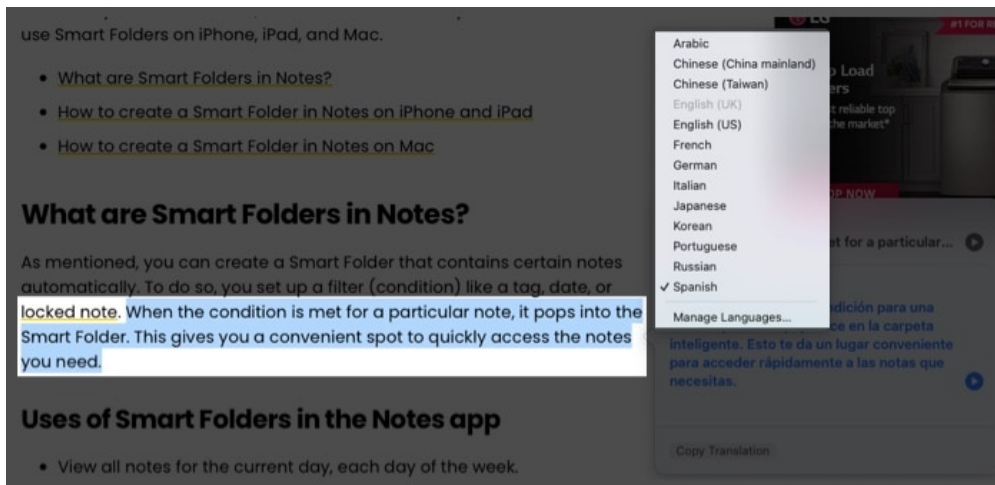 use Smart Folders on iPhone, iPad, and Mac.
What are Smart Folders in Notes?
How to create a Smart Folder in Notes on iPhone and iPad
How to create a Smart Folder in Notes on Mac
What are Smart Folders in Notes?
As mentioned, you can create a Smart Folder that contains certain notes
automatically. To do so, you set up a filter (condition) like a tag, date, or
locked note. When the condition is met for a particular note, it pops into the
Smart Folder. This gives you a convenient spot to quickly access the notes
you need.
Uses of Smart Folders in the Notes app
View all notes for the current day, each day of the week.
Arabic
Chinese (China mainland)
Chinese (Taiwan)
English (UK)
English (US)
French
German
Italian
Japanese
Korean
Portuguese
Russian
✓ Spanish
Manage Languages...
LG
#1 FOR
Load
reliable top
the market*
NOW
met for a particular...
para una
en la carpeta
inteligente. Esto te da un lugar conveniente
para acceder rápidamente a las notas que
necesitas.
Copy Translation